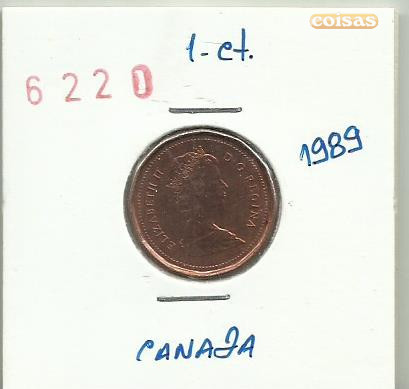 coisas
1-ct.
6220
1989
ELIZABETH II D·G·REGINA
CANADA